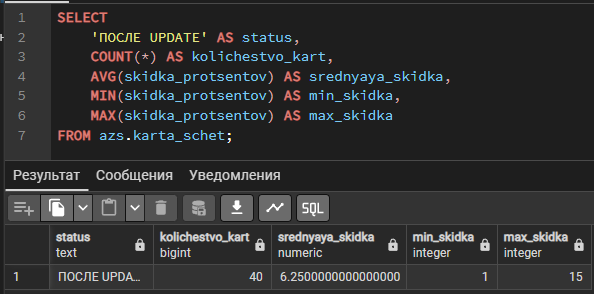 1 SELECT
2 'ПОСЛЕ UPDATE' AS status,
3 COUNT(*) AS kolichestvo_kart,
4 AVG(skidka_protsentov) AS srednyaya_skidka,
5 MIN(skidka_protsentov) AS min_skidka,
6 MAX(skidka_protsentov) AS max_skidka
7 FROM azs.karta_schet;
Результат Сообщения Уведомления
SQL
status kolichestvo_kart srednyaya_skidka min_skidka max_skidka
text bigint numeric integer integer
1 ПОСЛЕ UPDA... 40 6.2500000000000000 1 15